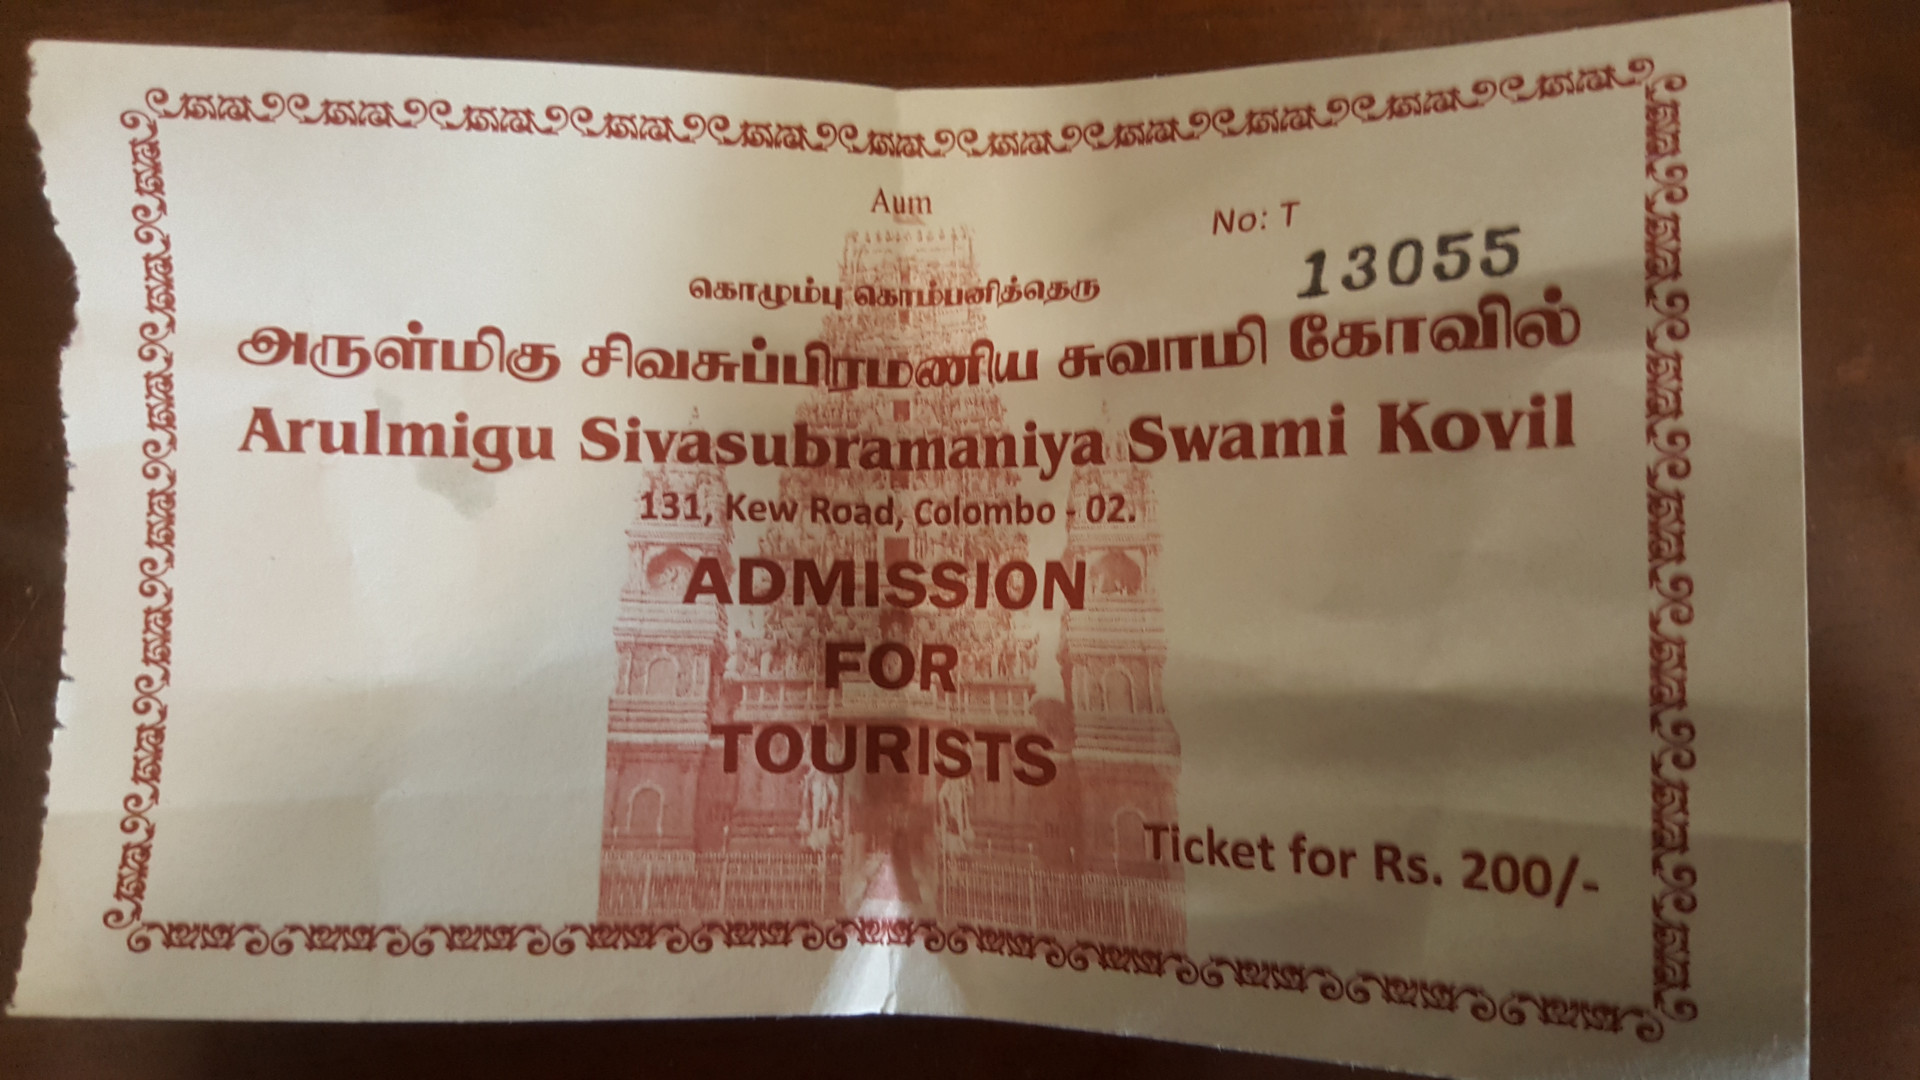 Aum
No: T
13055
கொழும்பு கொம்பனித்தெரு
அருள்மிகு சிவசுப்பிரமணிய சுவாமி கோவில்
Arulmigu Sivasubramaniya Swami Kovil
131, Kew Road, Colombo - 02.
ADMISSION
FOR
TOURISTS
Ticket for Rs. 200/-